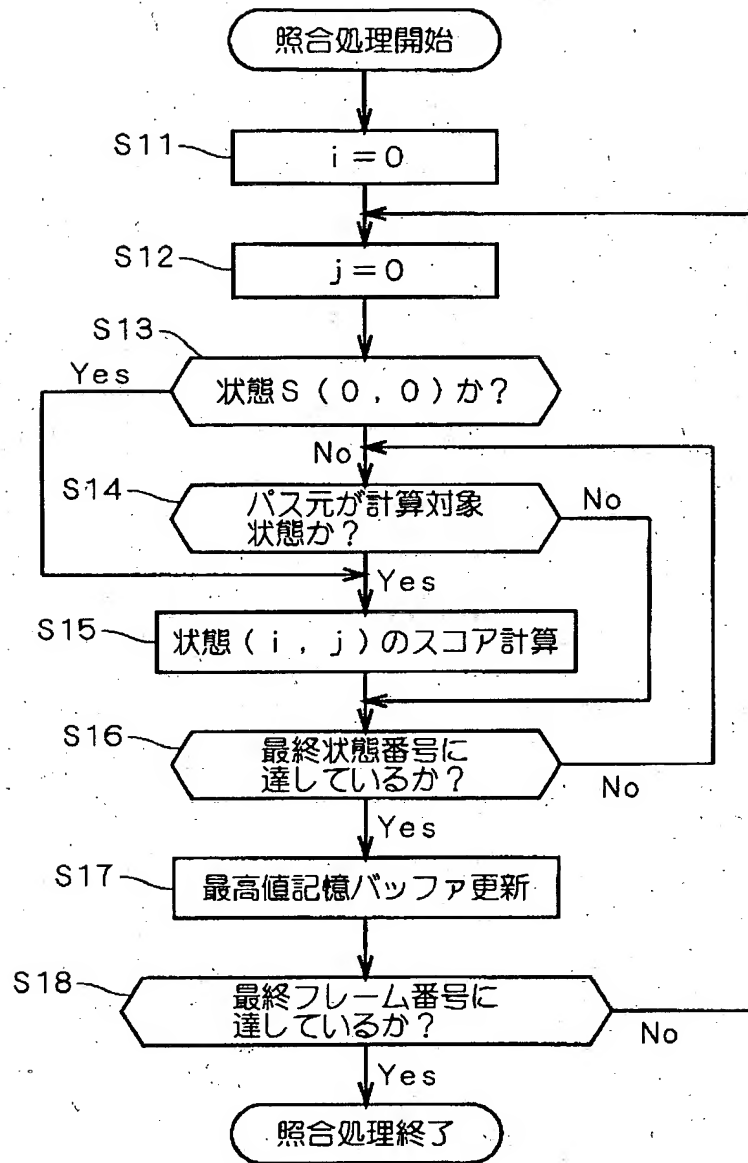 照合処理開始
S11
i=0
S12
j=0
S13
Yes
状態S(0,0)か?
No
S14
パス元が計算対象
状態か?
No
Yes
S15
状態(i,j)のスコア計算
S16
最終状態番号に
達しているか?
No
Yes
S17
最高値記憶バッファ更新
S18
最終フレーム番号に
達しているか?
No
Yes
照合処理終了